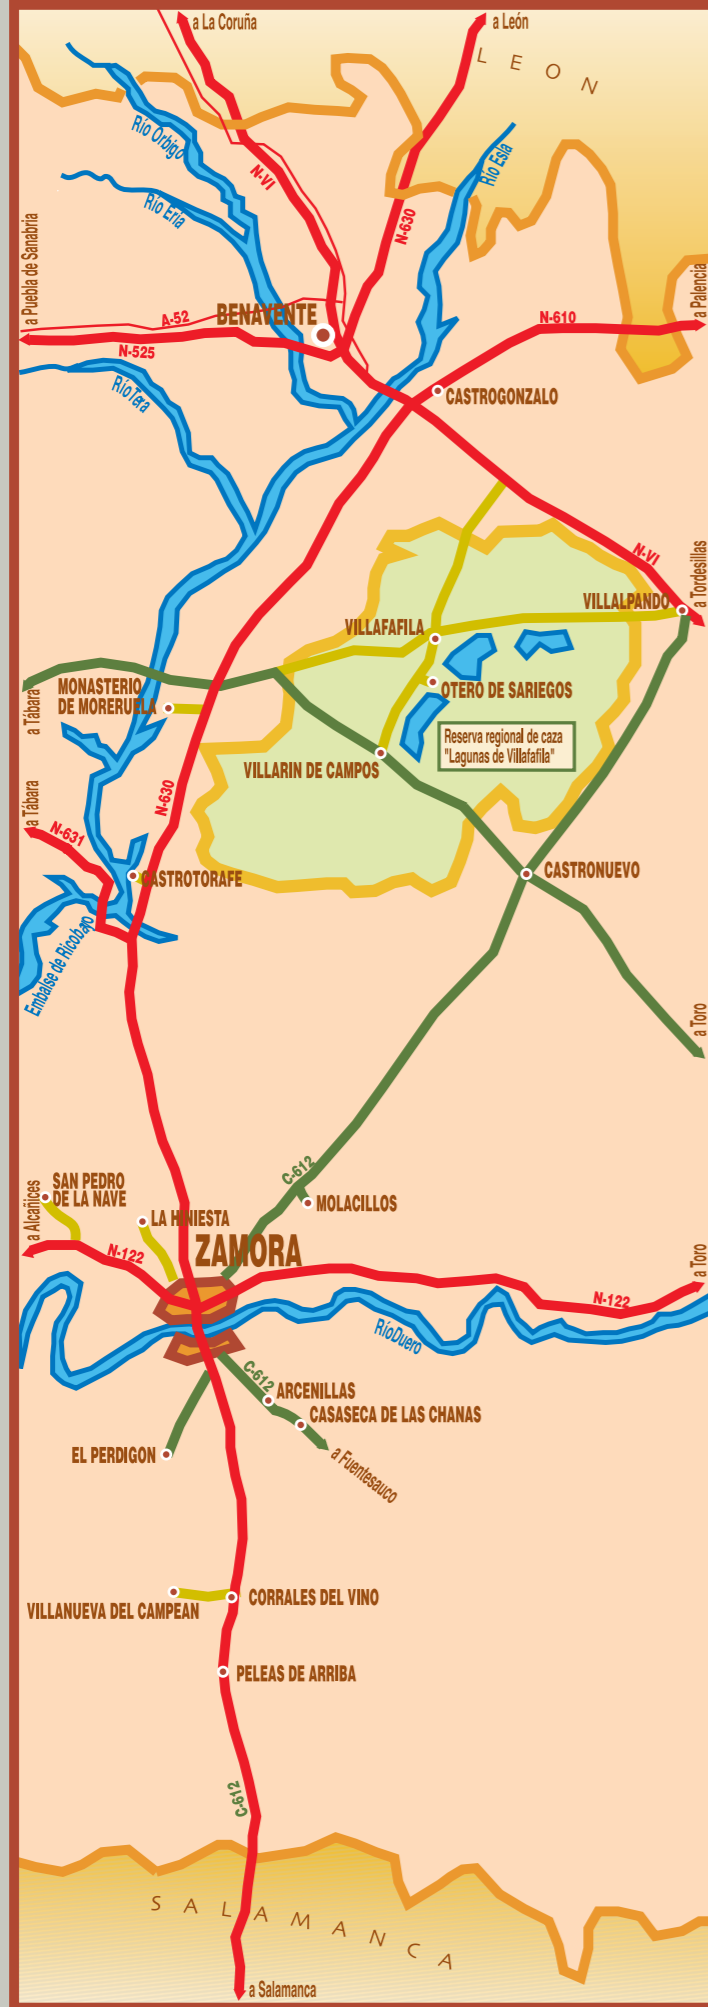 a La Coruña
a León
L E O N
Río Orbigo
Río Esla
N-VI
Río Eria
N-630
a Puebla de Sanabria
a Palencia
A-52
BENAVENTE
N-610
N-525
Río Tera
CASTROGONZALO
N-VI
a Tordesillas
VILLALPANDO
VILLAFAFILA
MONASTERIO
DE MORERUELA
OTERO DE SARIEGOS
a Tábara
Reserva regional de caza
"Lagunas de Villafafila"
VILLARIN DE CAMPOS
a Tábara
N-630
N-631
CASTROTORAFE
CASTRONUEVO
Embalse de Ricobayo
a Toro
C-612
SAN PEDRO
DE LA NAVE
MOLACILLOS
a Alcañices
LA HINIESTA
N-122
ZAMORA
a Toro
N-122
Río Duero
C-612
ARCENILLAS
CASASECA DE LAS CHANAS
EL PERDIGON
a Fuentesauco
VILLANUEVA DEL CAMPEAN
CORRALES DEL VINO
PELEAS DE ARRIBA
C-612
S A L A M A N C A
a Salamanca